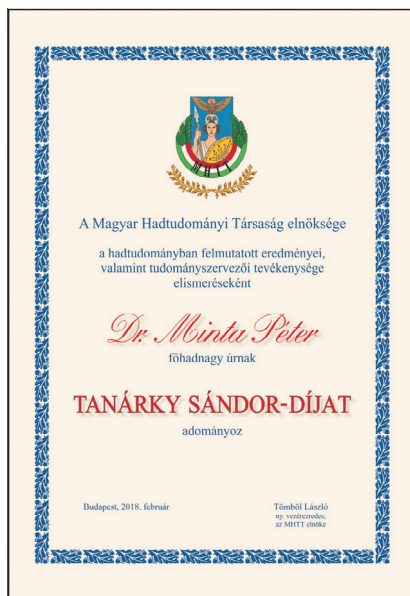 MHTT
A Magyar Hadtudományi Társaság elnöksége
a hadtudományban felmutatott eredményei,
valamint tudományszervezői tevékenysége
elismeréseként
Dr. Minta Péter
főhadnagy úrnak
TANÁRKY SÁNDOR-DÍJAT
adományoz
Budapest, 2018. február
Tömböl László
ny. vezérezredes,
az MHTT elnöke